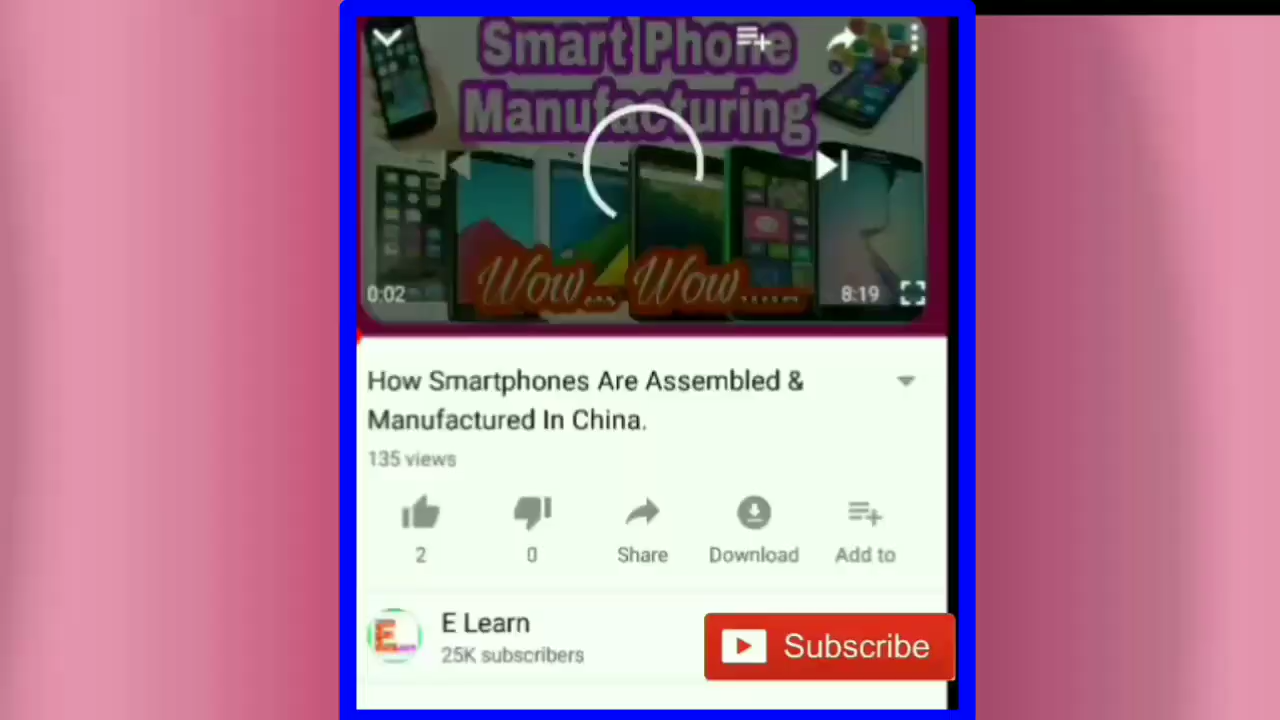 Smart Phone
Manufacturing
Wow... Wow.....
0:02
8:19
How Smartphones Are Assembled &
Manufactured In China.
135 views
2
0
Share
Download
Add to
E Learn
25K subscribers
Subscribe